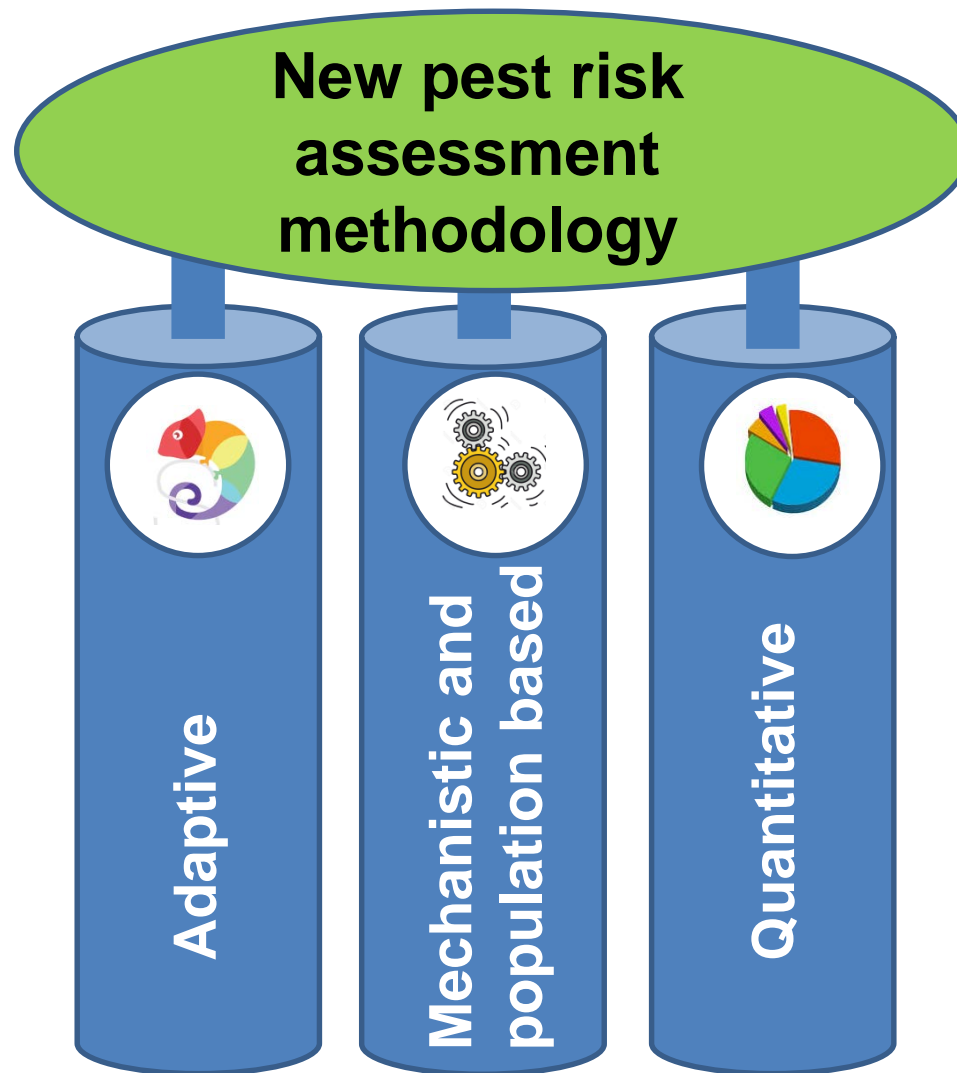 New pest risk
assessment
methodology
Adaptive
Mechanistic and
population based
Quantitative